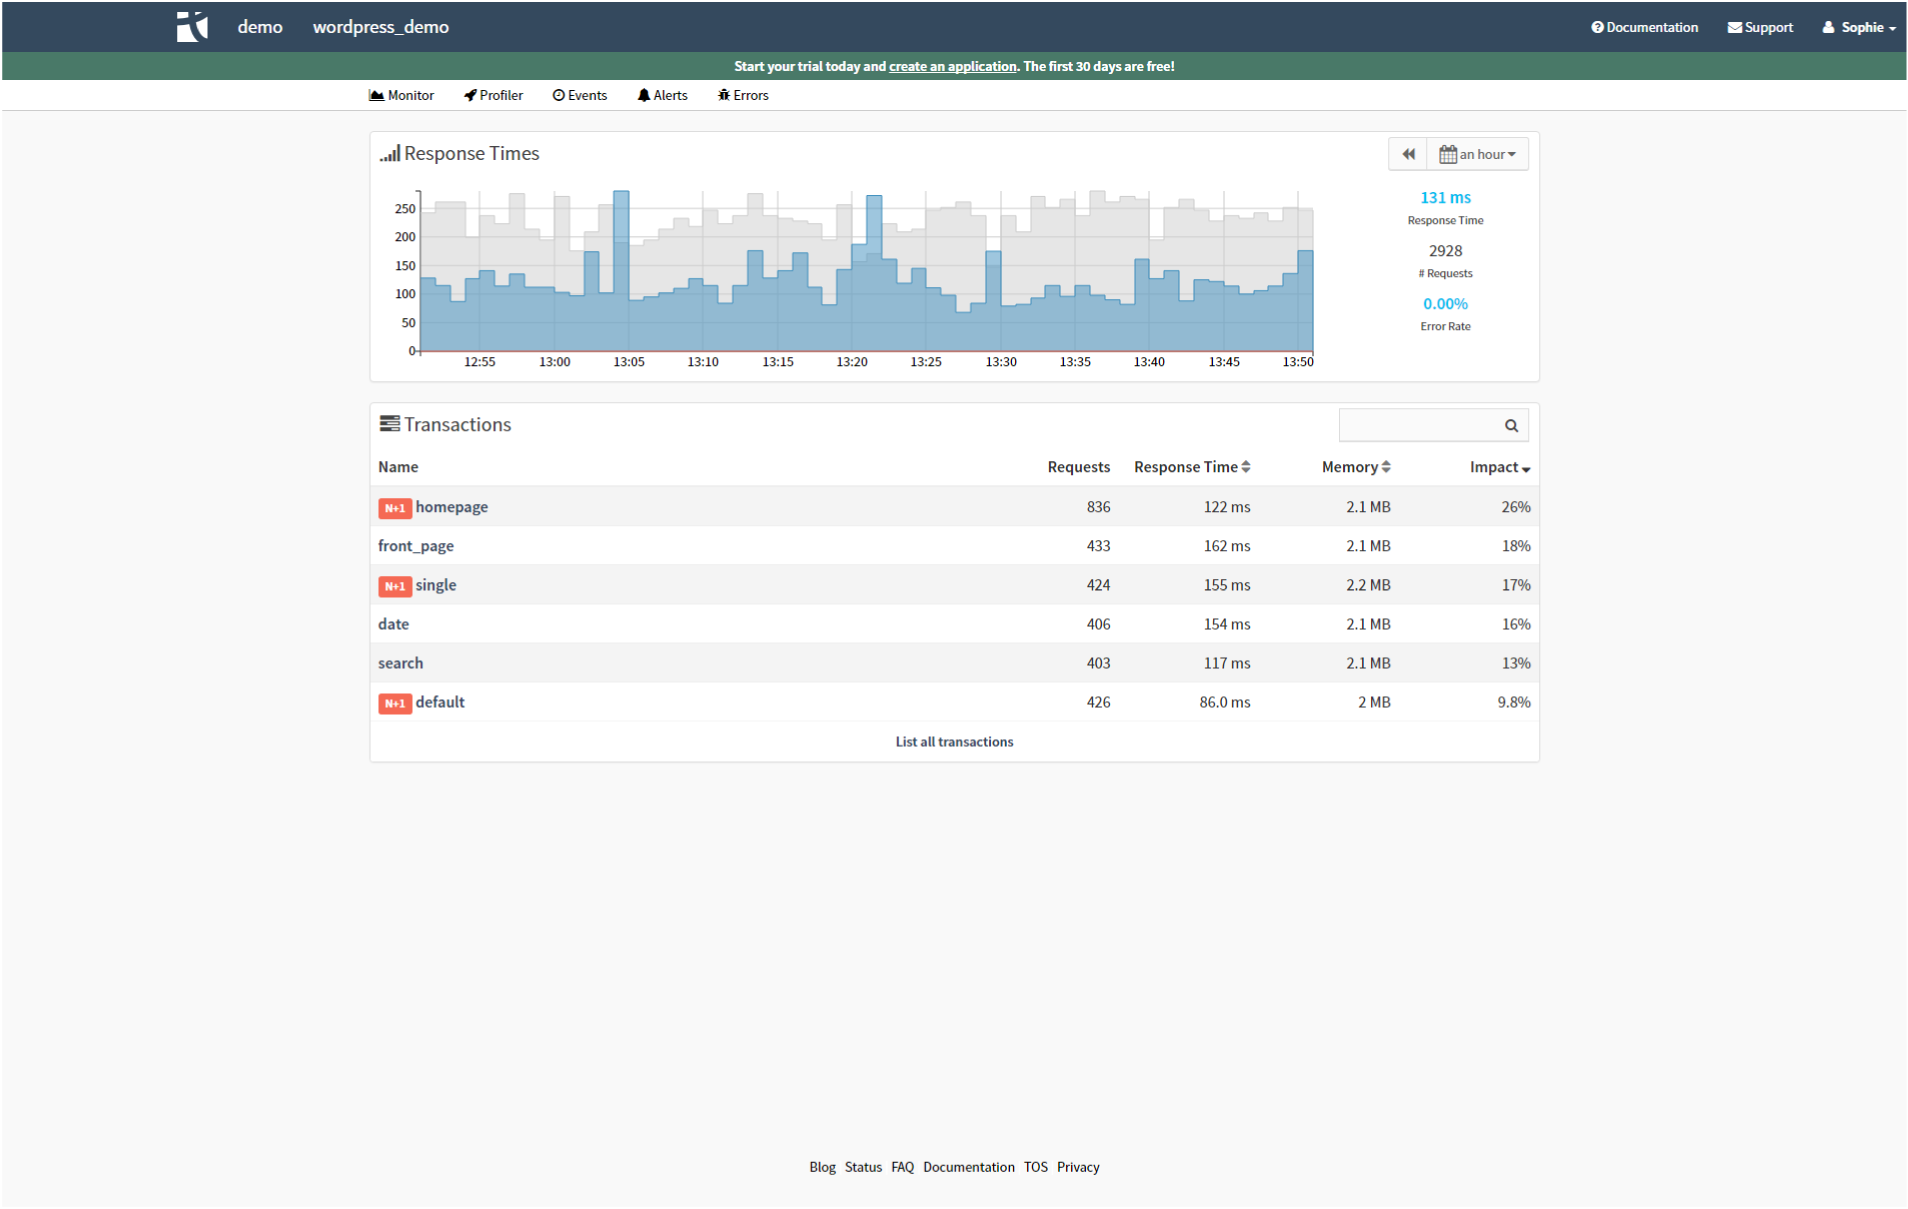 demo wordpress_demo Documentation Support Sophie
Start your trial today and create an application. The first 30 days are free!
Monitor Profiler Events Alerts Errors
Response Times an hour
250
200
150
100
50
0
12:55 13:00 13:05 13:10 13:15 13:20 13:25 13:30 13:35 13:40 13:45 13:50
131 ms
Response Time
2928
# Requests
0.00%
Error Rate
Transactions
Name Requests Response Time Memory Impact
N+1 homepage 836 122 ms 2.1 MB 26%
front_page 433 162 ms 2.1 MB 18%
N+1 single 424 155 ms 2.2 MB 17%
date 406 154 ms 2.1 MB 16%
search 403 117 ms 2.1 MB 13%
N+1 default 426 86.0 ms 2 MB 9.8%
List all transactions
Blog Status FAQ Documentation TOS Privacy